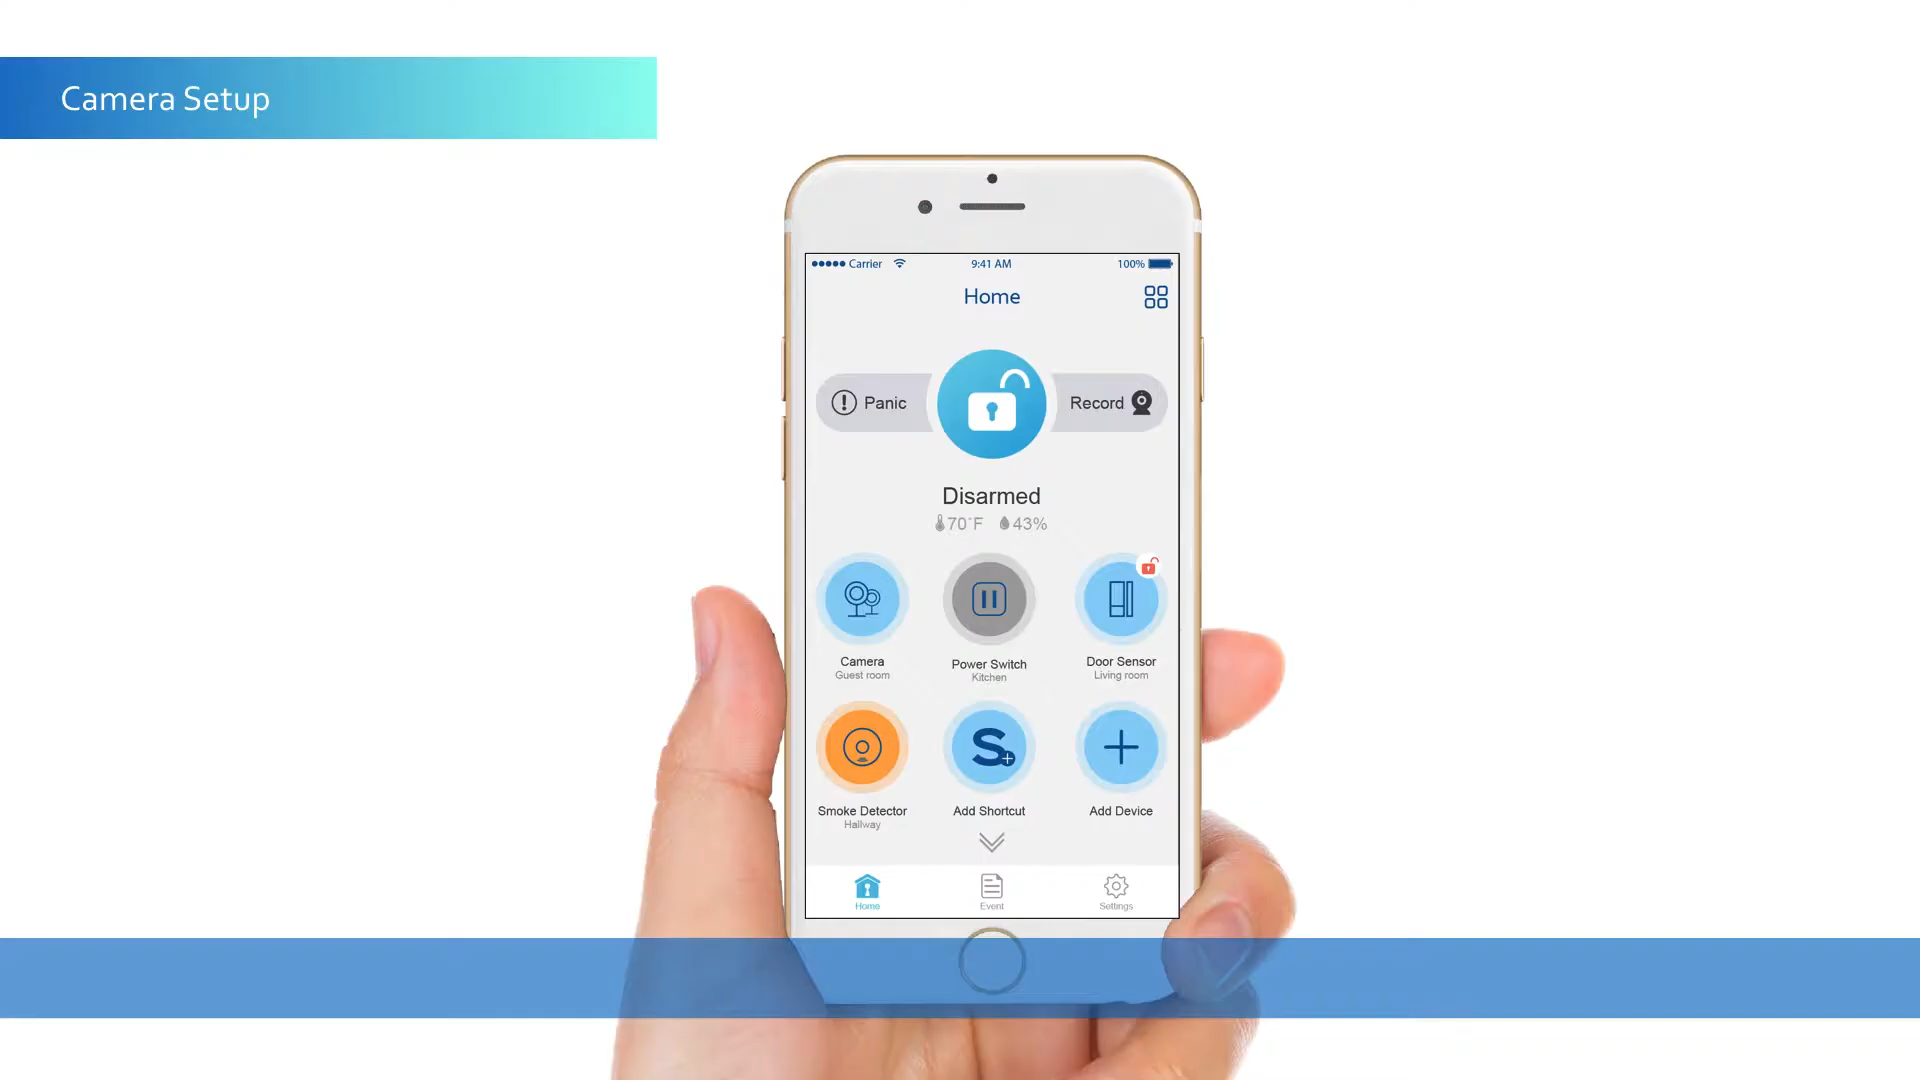 Camera Setup
Carrier 9:41 AM 100%
Home
Panic Record
Disarmed
70°F 43%
Camera Power Switch Door Sensor
Guest room Kitchen Living room
S
Smoke Detector Add Shortcut Add Device
Hallway
Home Event Settings